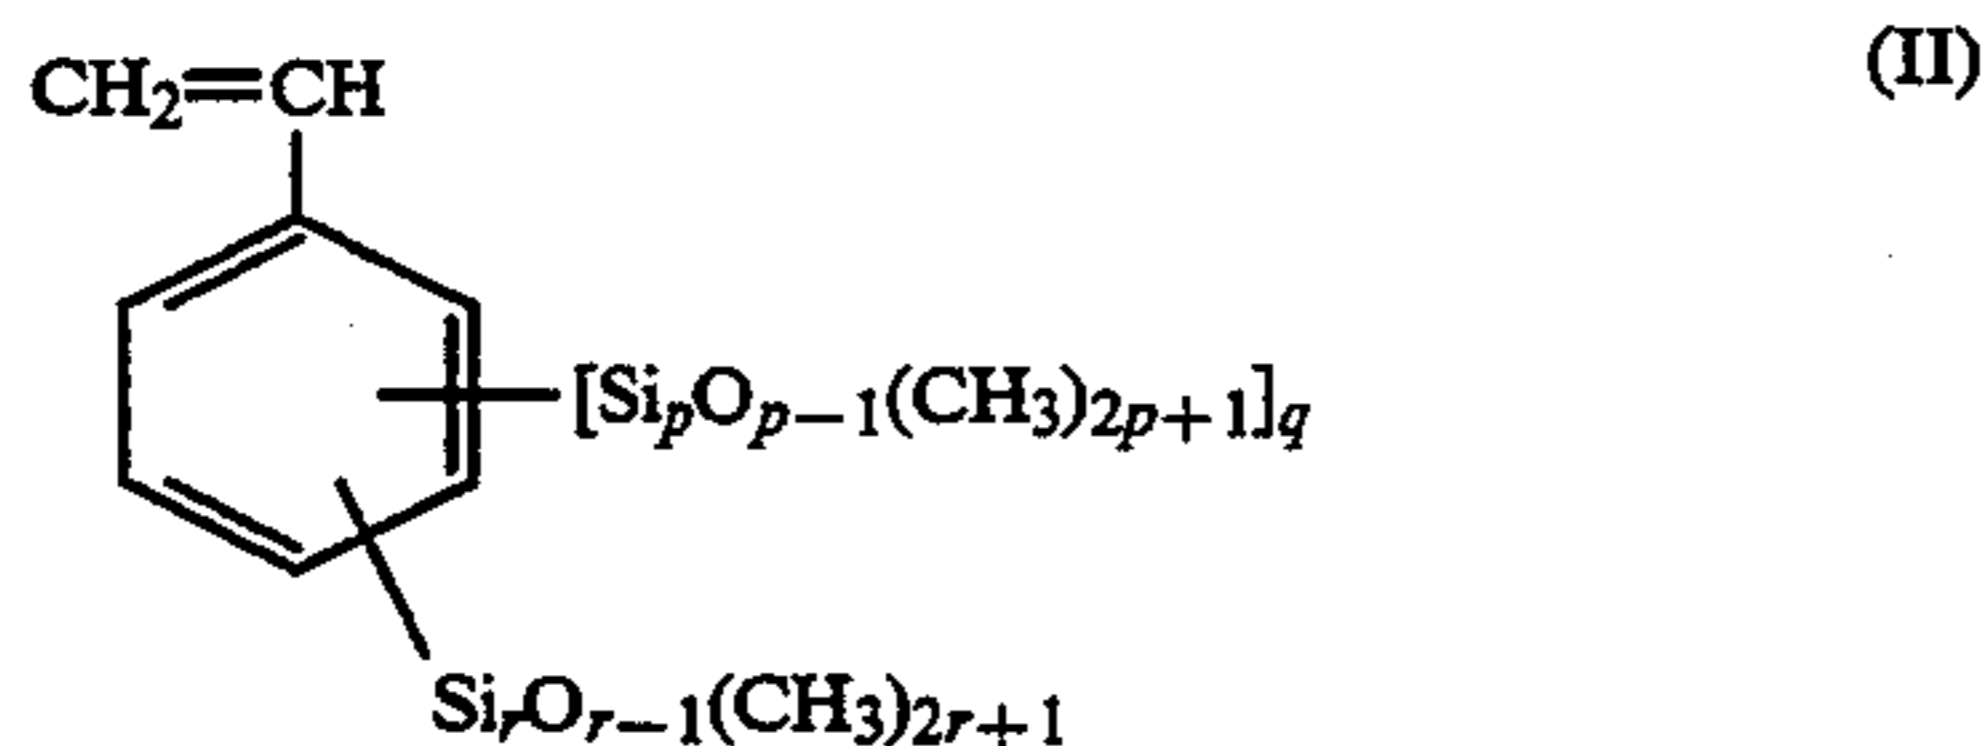 CH₂=CH (II)
[SiₚOₚ₋₁(CH₃)₂ₚ₊₁]q
SiᵣOᵣ₋₁(CH₃)₂ᵣ₊₁